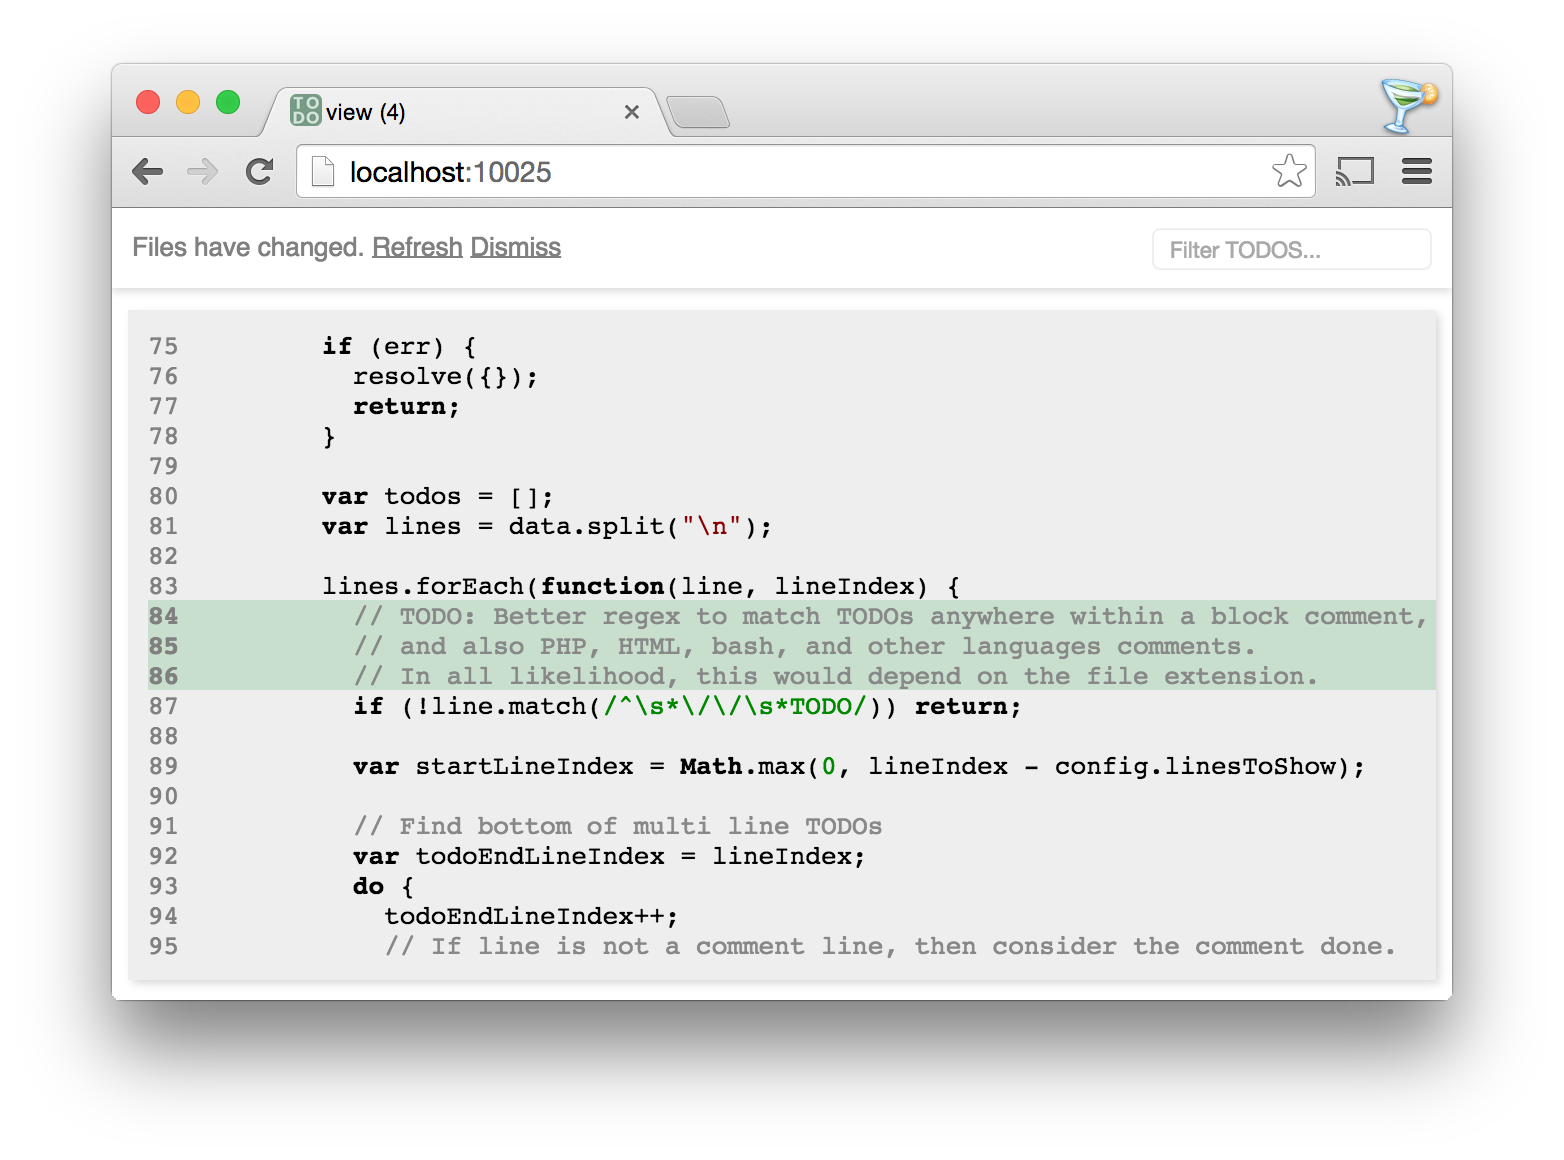 TO
DO
view (4)
localhost:10025
Files have changed. Refresh Dismiss
Filter TODOS...
75         if (err) {
76           resolve({});
77           return;
78         }
79
80         var todos = [];
81         var lines = data.split("\n");
82
83         lines.forEach(function(line, lineIndex) {
84           // TODO: Better regex to match TODOs anywhere within a block comment,
85           // and also PHP, HTML, bash, and other languages comments.
86           // In all likelihood, this would depend on the file extension.
87           if (!line.match(/^\s*\/\/\s*TODO/)) return;
88
89           var startLineIndex = Math.max(0, lineIndex - config.linesToShow);
90
91           // Find bottom of multi line TODOs
92           var todoEndLineIndex = lineIndex;
93           do {
94             todoEndLineIndex++;
95             // If line is not a comment line, then consider the comment done.